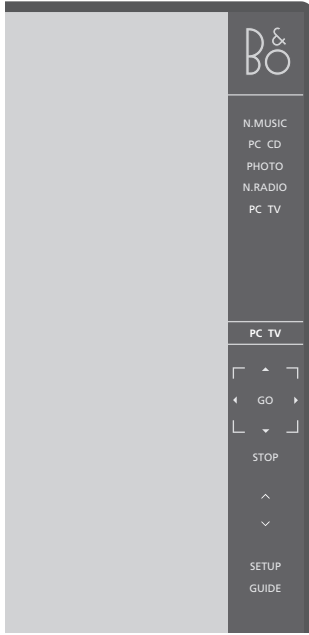 B&O
N.MUSIC
PC CD
PHOTO
N.RADIO
PC TV
PC TV
GO
STOP
SETUP
GUIDE